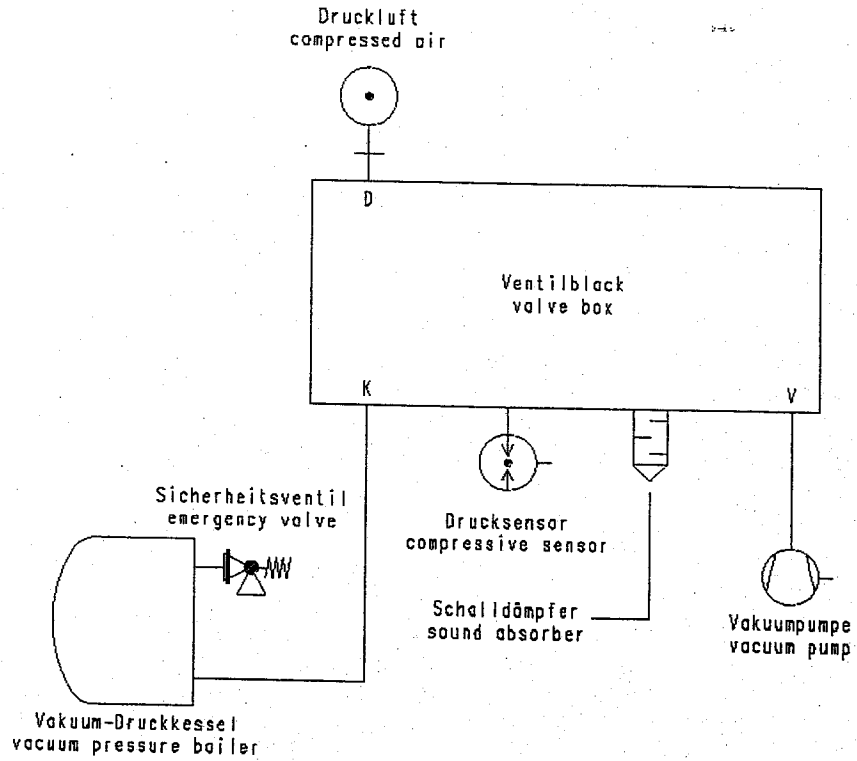 Druckluft
compressed air
D
Ventilblock
valve box
K
V
Sicherheitsventil
emergency valve
Drucksensor
compressive sensor
Schalldämpfer
sound absorber
Vakuumpumpe
vacuum pump
Vakuum-Druckkessel
vacuum pressure boiler